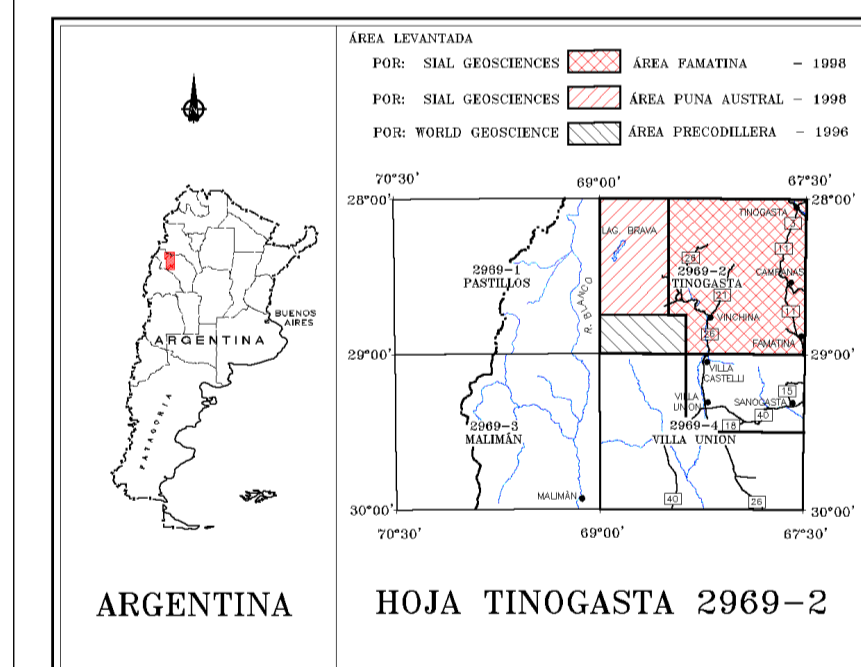 ÁREA LEVANTADA
POR: SIAL GEOSCIENCES ÁREA FAMATINA - 1998
POR: SIAL GEOSCIENCES ÁREA PUNA AUSTRAL - 1998
POR: WORLD GEOSCIENCE ÁREA PRECODILLERA - 1996
BUENOS
AIRES
ARGENTINA
PATAGONIA
70°30'
69°00'
67°30'
28°00'
28°00'
TINOGASTA
3
LAG. BRAVA
11
26
2969-1
PASTILLOS
2969-2
TINOGASTA
CAMPANAS
R. BLANCO
21
11
VINCHINA
26
FAMATINA
29°00'
29°00'
VILLA
CASTELLI
15
VILLA
UNION
SANOGASTA
40
2969-3
MALIMÁN
2969-4
18
VILLA UNION
MALIMÁN
40
26
30°00'
30°00'
70°30'
69°00'
67°30'
ARGENTINA
HOJA TINOGASTA 2969-2